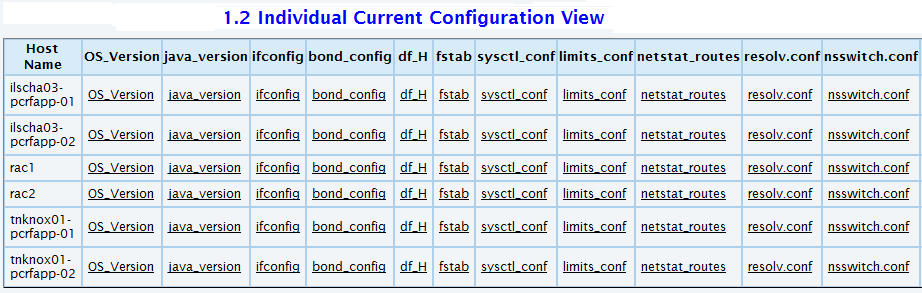 1.2 Individual Current Configuration View
Host Name OS_Version java_version ifconfig bond_config df_H fstab sysctl_conf limits_conf netstat_routes resolv.conf nsswitch.conf
ilscha03-pcrfapp-01 OS_Version java_version ifconfig bond_config df_H fstab sysctl_conf limits_conf netstat_routes resolv.conf nsswitch.conf
ilscha03-pcrfapp-02 OS_Version java_version ifconfig bond_config df_H fstab sysctl_conf limits_conf netstat_routes resolv.conf nsswitch.conf
rac1 OS_Version java_version ifconfig bond_config df_H fstab sysctl_conf limits_conf netstat_routes resolv.conf nsswitch.conf
rac2 OS_Version java_version ifconfig bond_config df_H fstab sysctl_conf limits_conf netstat_routes resolv.conf nsswitch.conf
tnknox01-pcrfapp-01 OS_Version java_version ifconfig bond_config df_H fstab sysctl_conf limits_conf netstat_routes resolv.conf nsswitch.conf
tnknox01-pcrfapp-02 OS_Version java_version ifconfig bond_config df_H fstab sysctl_conf limits_conf netstat_routes resolv.conf nsswitch.conf